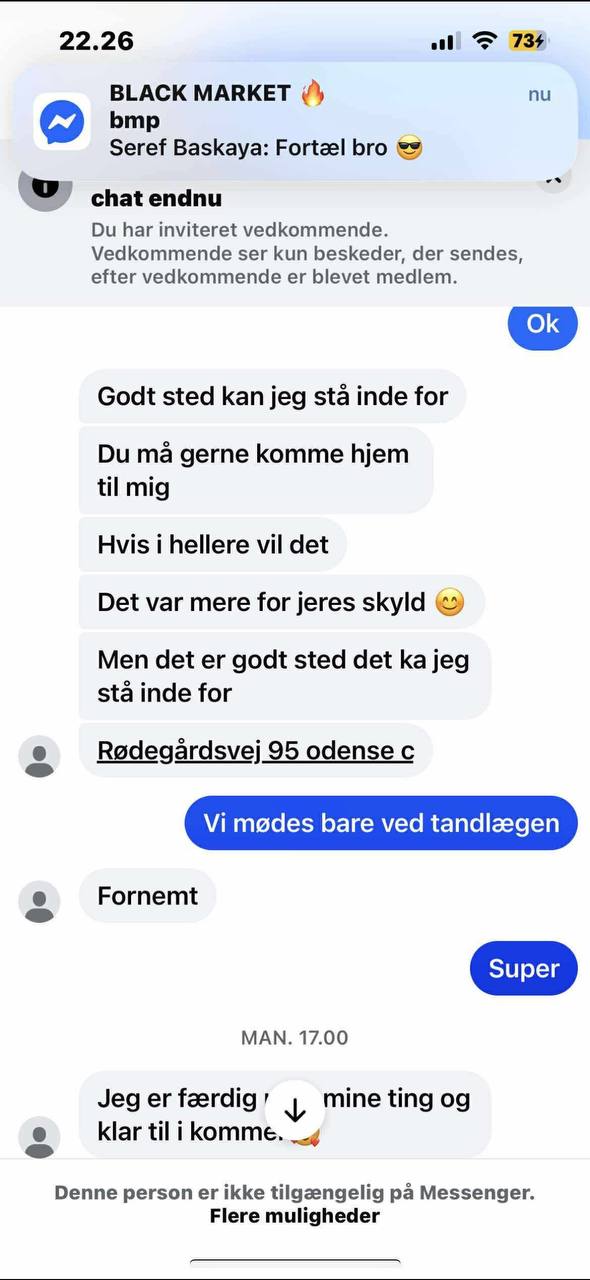 22.26
73
BLACK MARKET 🔥
nu
bmp
Seref Baskaya: Fortæl bro 😎
chat endnu
Du har inviteret vedkommende.
Vedkommende ser kun beskeder, der sendes,
efter vedkommende er blevet medlem.
Ok
Godt sted kan jeg stå inde for
Du må gerne komme hjem
til mig
Hvis i hellere vil det
Det var mere for jeres skyld 😊
Men det er godt sted det ka jeg
stå inde for
Rødegårdsvej 95 odense c
Vi mødes bare ved tandlægen
Fornemt
Super
MAN. 17.00
Jeg er færdig mine ting og
klar til i komme
Denne person er ikke tilgængelig på Messenger.
Flere muligheder